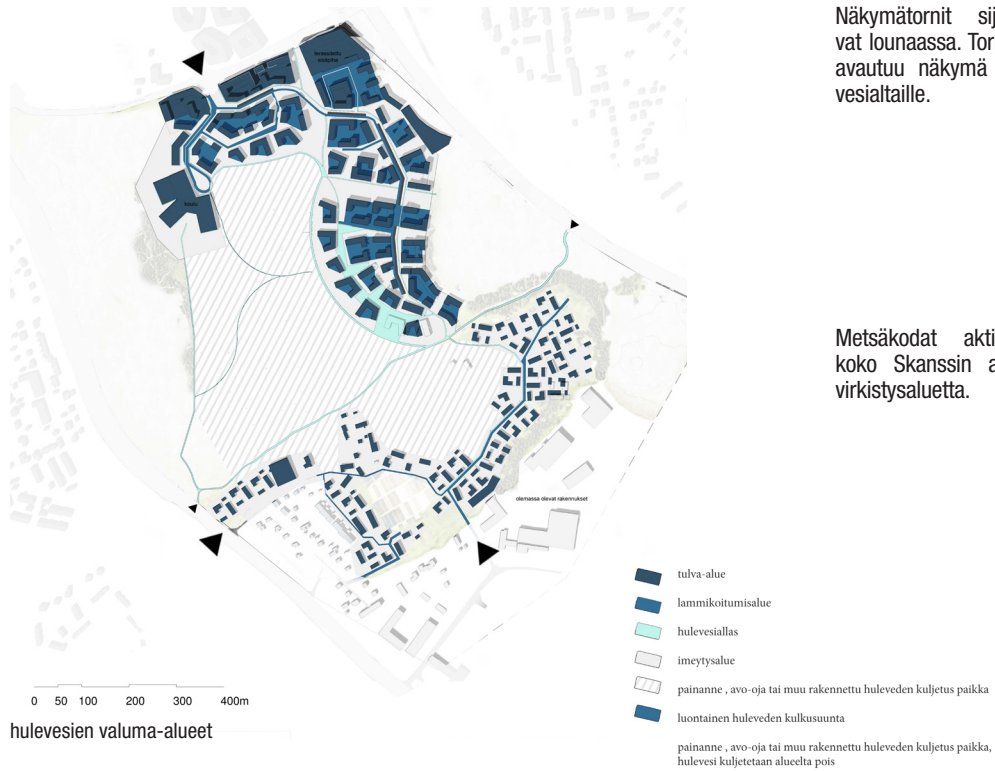 Näkymätornit sij
vat lounaassa. Tor
avautuu näkymä
vesialtaille.
koulu
Metsäkodat akti
koko Skanssin a
virkistysaluetta.
olemassa olevat rakennukset
tulva-alue
lammikoitumisalue
hulevesiallas
imeytysalue
painanne , avo-oja tai muu rakennettu huleveden kuljetus paikka
luontainen huleveden kulkusuunta
painanne , avo-oja tai muu rakennettu huleveden kuljetus paikka,
hulevesi kuljetetaan alueelta pois
0 50 100 200 300 400m
hulevesien valuma-alueet